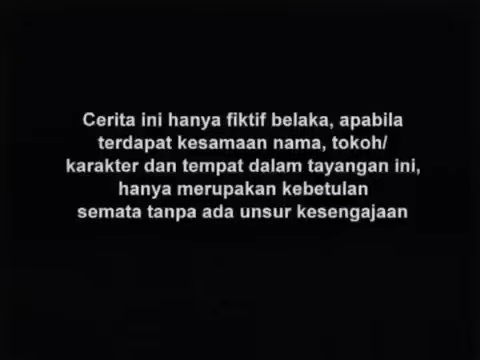 Cerita ini hanya fiktif belaka, apabila
terdapat kesamaan nama, tokoh/
karakter dan tempat dalam tayangan ini,
hanya merupakan kebetulan
semata tanpa ada unsur kesengajaan